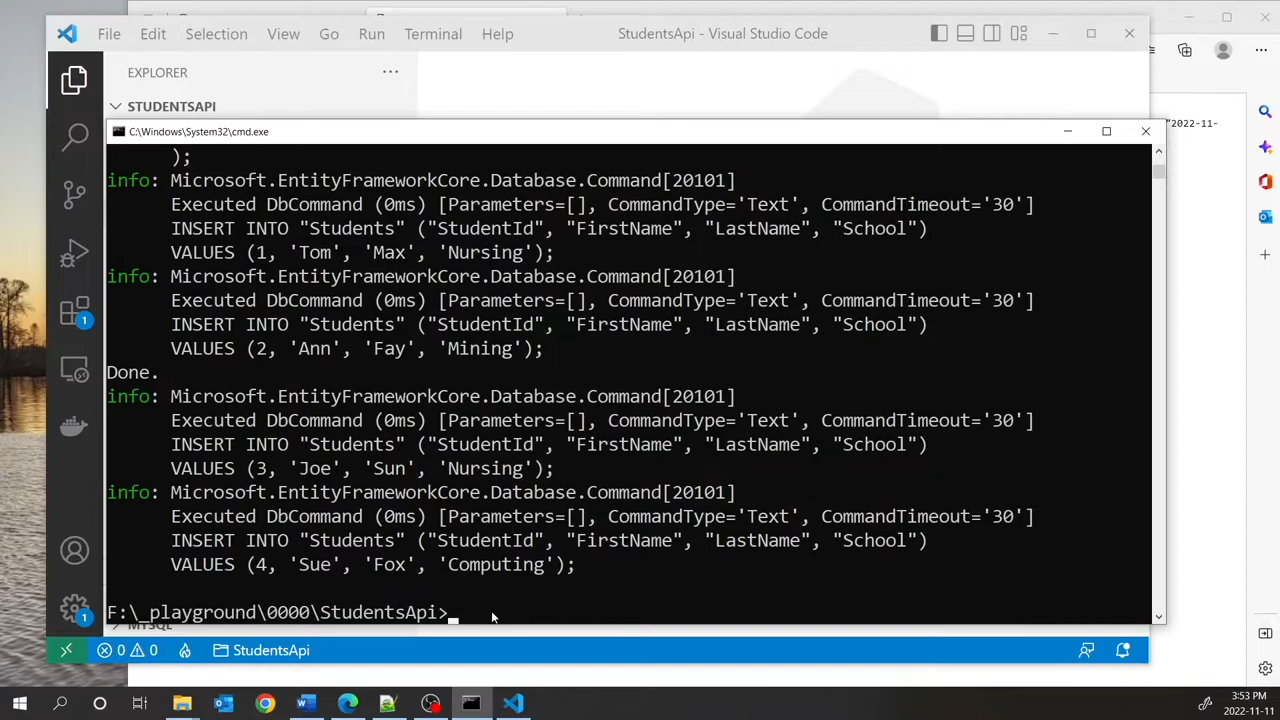 File Edit Selection View Go Run Terminal Help
StudentsApi - Visual Studio Code
EXPLORER
STUDENTSAPI
"2022-11-
C:\Windows\System32\cmd.exe
);
info: Microsoft.EntityFrameworkCore.Database.Command[20101]
Executed DbCommand (0ms) [Parameters=[], CommandType='Text', CommandTimeout='30']
INSERT INTO "Students" ("StudentId", "FirstName", "LastName", "School")
VALUES (1, 'Tom', 'Max', 'Nursing');
info: Microsoft.EntityFrameworkCore.Database.Command[20101]
Executed DbCommand (0ms) [Parameters=[], CommandType='Text', CommandTimeout='30']
INSERT INTO "Students" ("StudentId", "FirstName", "LastName", "School")
VALUES (2, 'Ann', 'Fay', 'Mining');
Done.
info: Microsoft.EntityFrameworkCore.Database.Command[20101]
Executed DbCommand (0ms) [Parameters=[], CommandType='Text', CommandTimeout='30']
INSERT INTO "Students" ("StudentId", "FirstName", "LastName", "School")
VALUES (3, 'Joe', 'Sun', 'Nursing');
info: Microsoft.EntityFrameworkCore.Database.Command[20101]
Executed DbCommand (0ms) [Parameters=[], CommandType='Text', CommandTimeout='30']
INSERT INTO "Students" ("StudentId", "FirstName", "LastName", "School")
VALUES (4, 'Sue', 'Fox', 'Computing');
F:\_playground\0000\StudentsApi>
MYSQL
1
1
0 0 StudentsApi
3:53 PM
2022-11-11